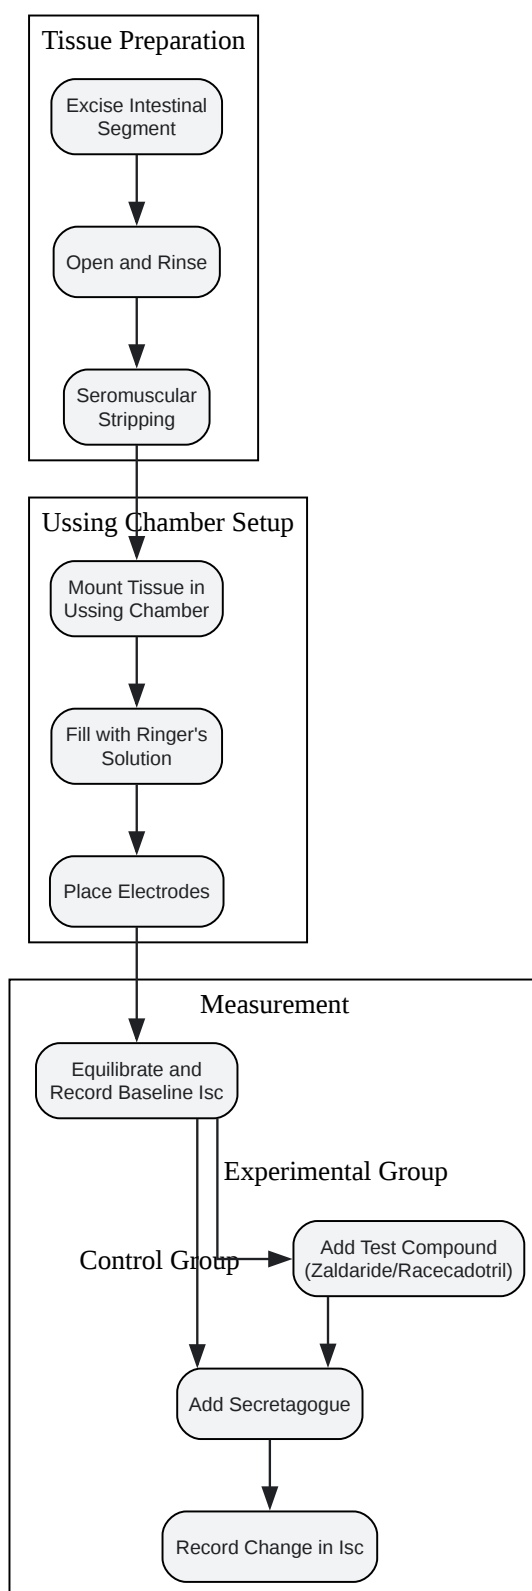 Tissue Preparation
Excise Intestinal
Segment
Open and Rinse
Seromuscular
Stripping
Ussing Chamber Setup
Mount Tissue in
Ussing Chamber
Fill with Ringer's
Solution
Place Electrodes
Measurement
Equilibrate and
Record Baseline Isc
Experimental Group
Control Group
Add Test Compound
(Zaldaride/Racecadotril)
Add Secretagogue
Record Change in Isc